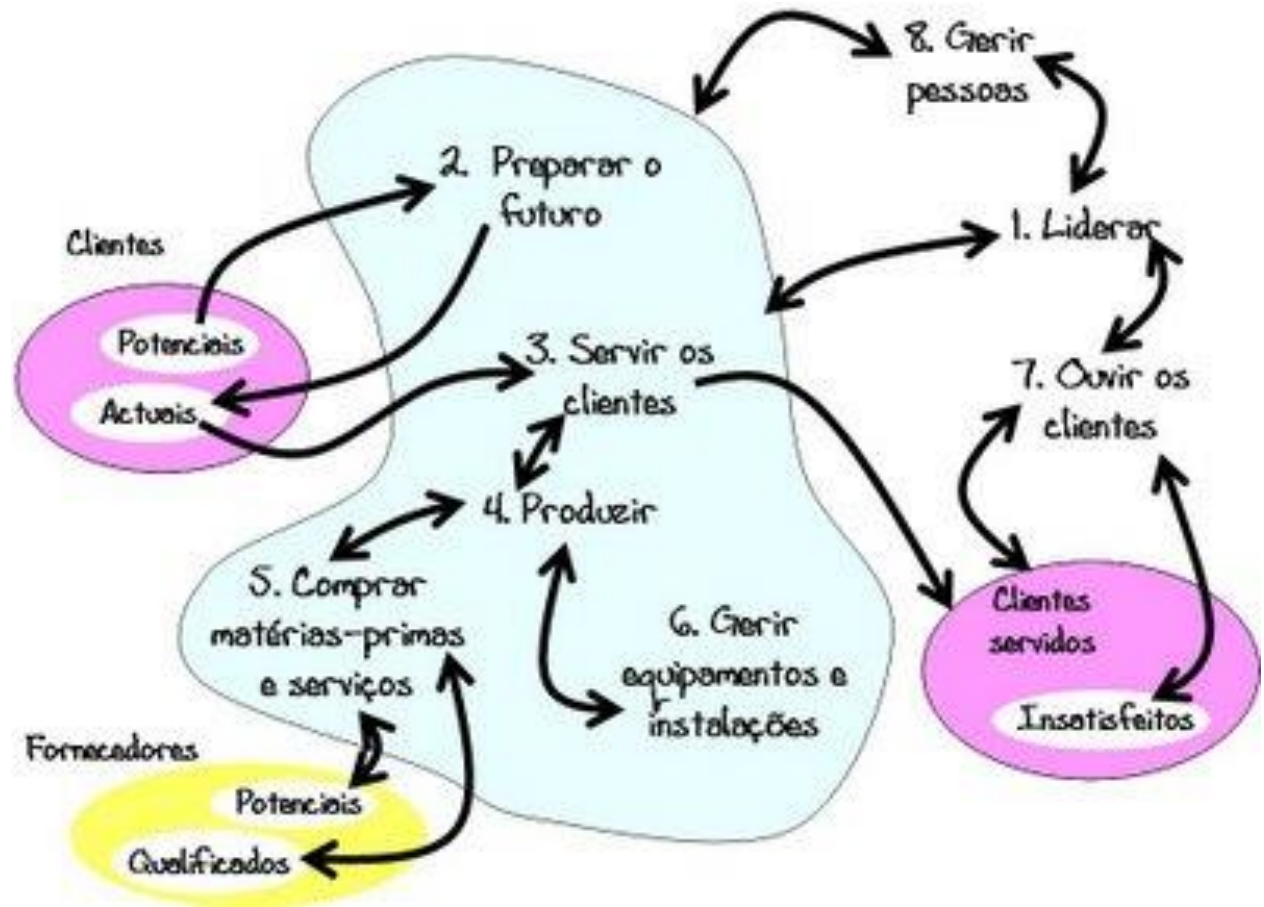 8. Gerir
pessoas
2. Preparar o
futuro
1. Liderar
Clientes
Potenciais
Actuais
3. Servir os
clientes
7. Ouvir os
clientes
4. Produzir
5. Comprar
matérias-primas
e serviços
6. Gerir
equipamentos e
instalações
Clientes
servidos
Insatisfeitos
Fornecedores
Potenciais
Qualificados